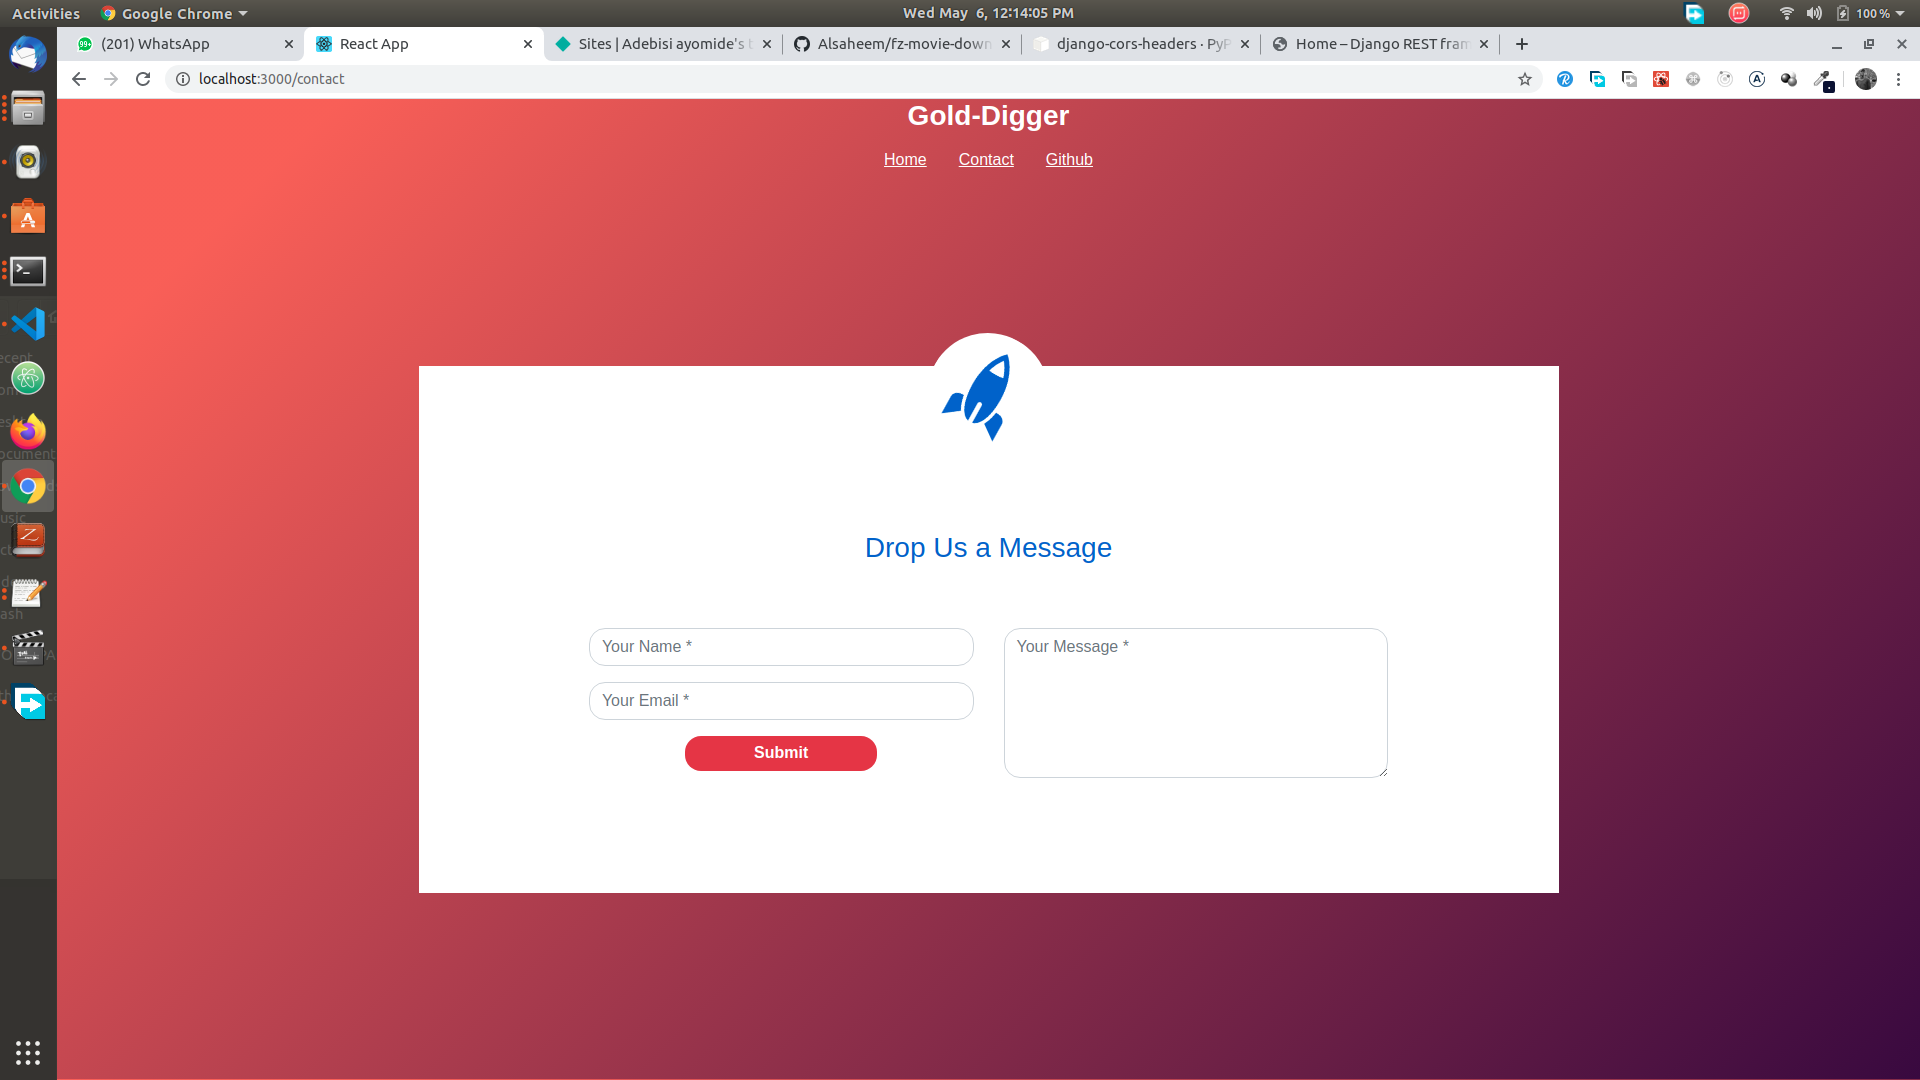 Activities
Google Chrome
Wed May 6, 12:14:05 PM
100 %
(201) WhatsApp
React App
Sites | Adebisi ayomide's t
Alsaheem/fz-movie-down
django-cors-headers · PyP
Home – Django REST fram
localhost:3000/contact
Gold-Digger
Home
Contact
Github
Drop Us a Message
Your Name *
Your Message *
Your Email *
Submit